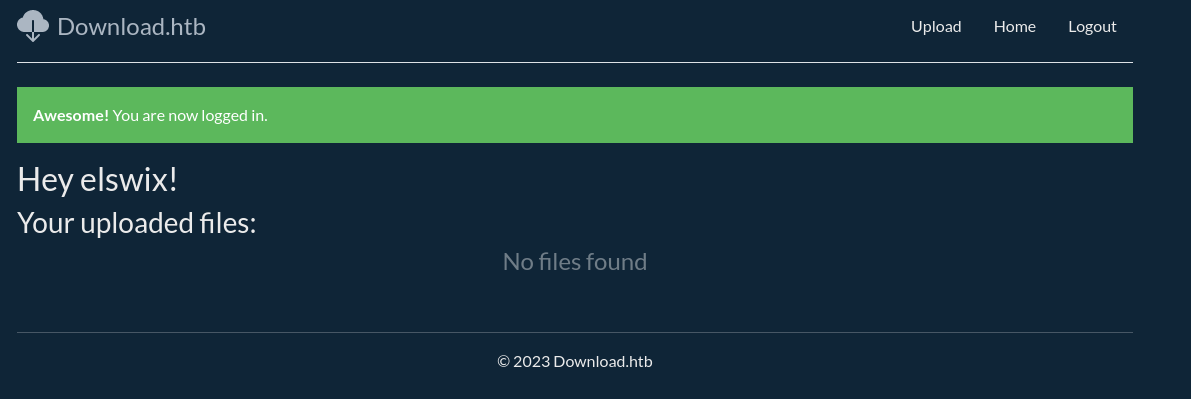 Download.htb
Upload Home Logout
Awesome! You are now logged in.
Hey elswix!
Your uploaded files:
No files found
© 2023 Download.htb